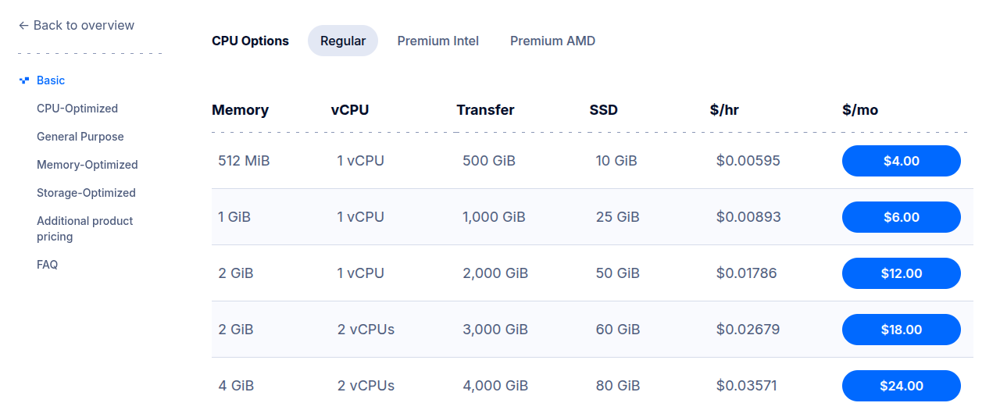 ← Back to overview
Basic
CPU-Optimized
General Purpose
Memory-Optimized
Storage-Optimized
Additional product
pricing
FAQ
CPU Options Regular Premium Intel Premium AMD
Memory vCPU Transfer SSD $/hr $/mo
512 MiB 1 vCPU 500 GiB 10 GiB $0.00595 $4.00
1 GiB 1 vCPU 1,000 GiB 25 GiB $0.00893 $6.00
2 GiB 1 vCPU 2,000 GiB 50 GiB $0.01786 $12.00
2 GiB 2 vCPUs 3,000 GiB 60 GiB $0.02679 $18.00
4 GiB 2 vCPUs 4,000 GiB 80 GiB $0.03571 $24.00